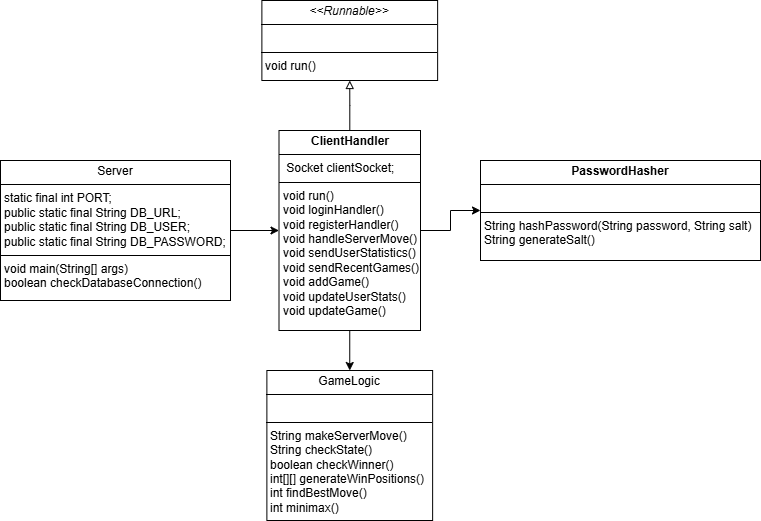 <<Runnable>>
void run()
ClientHandler
Socket clientSocket;
void run()
void loginHandler()
void registerHandler()
void handleServerMove()
void sendUserStatistics()
void sendRecentGames()
void addGame()
void updateUserStats()
void updateGame()
Server
static final int PORT;
public static final String DB_URL;
public static final String DB_USER;
public static final String DB_PASSWORD;
void main(String[] args)
boolean checkDatabaseConnection()
PasswordHasher
String hashPassword(String password, String salt)
String generateSalt()
GameLogic
String makeServerMove()
String checkState()
boolean checkWinner()
int[][] generateWinPositions()
int findBestMove()
int minimax()